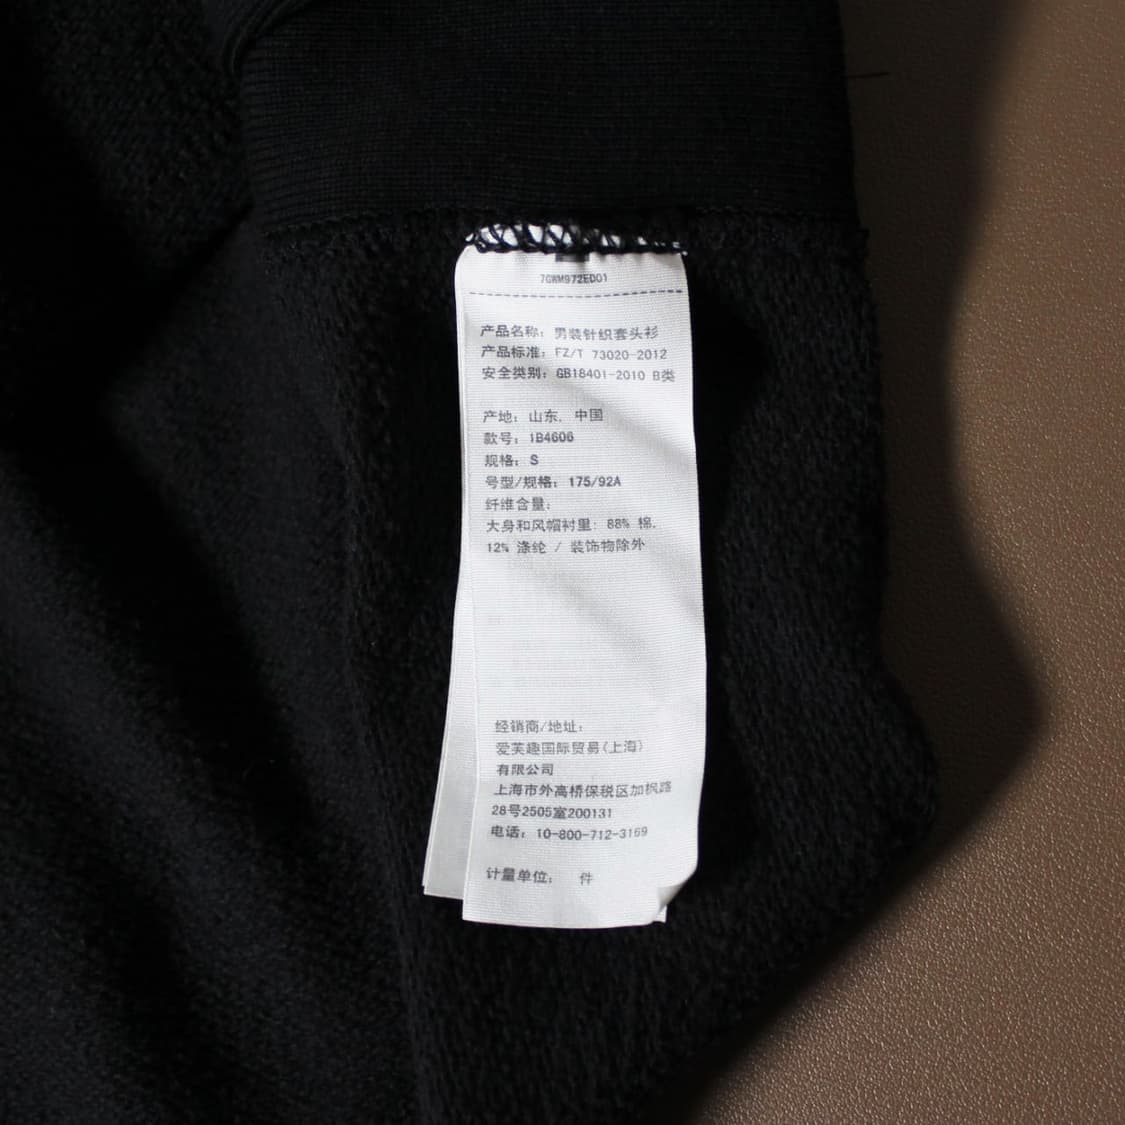 7GWM972ED01
产品名称：男装针织套头衫
产品标准：FZ/T 73020-2012
安全类别：GB18401-2010 B类
产地：山东，中国
款号：1B4606
规格：S
号型/规格：175/92A
纤维含量：
大身和风帽衬里：88% 棉，
12% 涤纶 / 装饰物除外
经销商/地址：
爱芙趣国际贸易(上海)
有限公司
上海市外高桥保税区加枫路
28号2505室200131
电话：10-800-712-3169
计量单位： 件